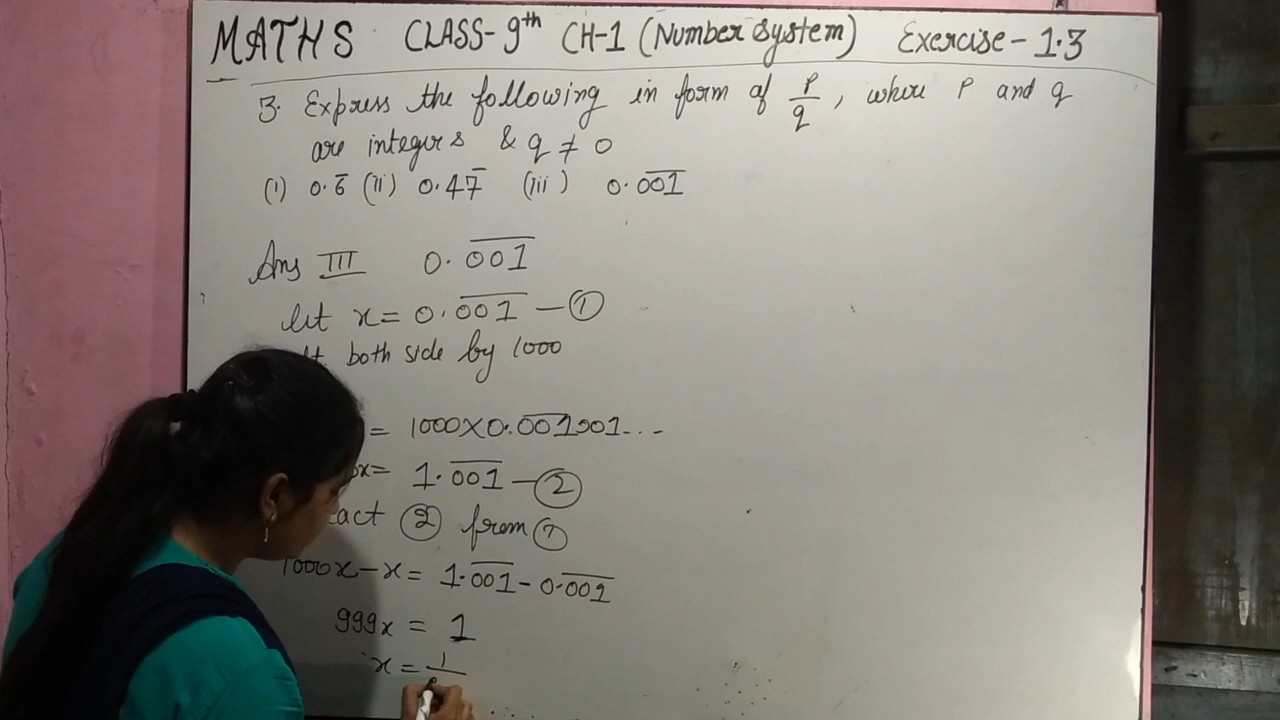 MATHS CLASS-9th CH-1 (Number System) Exercise-1.3
3. Express the following in form of p/q, where P and q
are integers & q ≠ 0
(i) 0.6̅ (ii) 0.47̅ (iii) 0.0̅0̅1̅
Ans III 0.0̅0̅1̅
let x = 0.0̅0̅1̅ — ①
both side by 1000
= 1000×0.0̅0̅1̅001...
x = 1.0̅0̅1̅ — ②
act ② from ①
1000x-x = 1.0̅0̅1̅ - 0.0̅0̅1̅
999x = 1
x = 1/